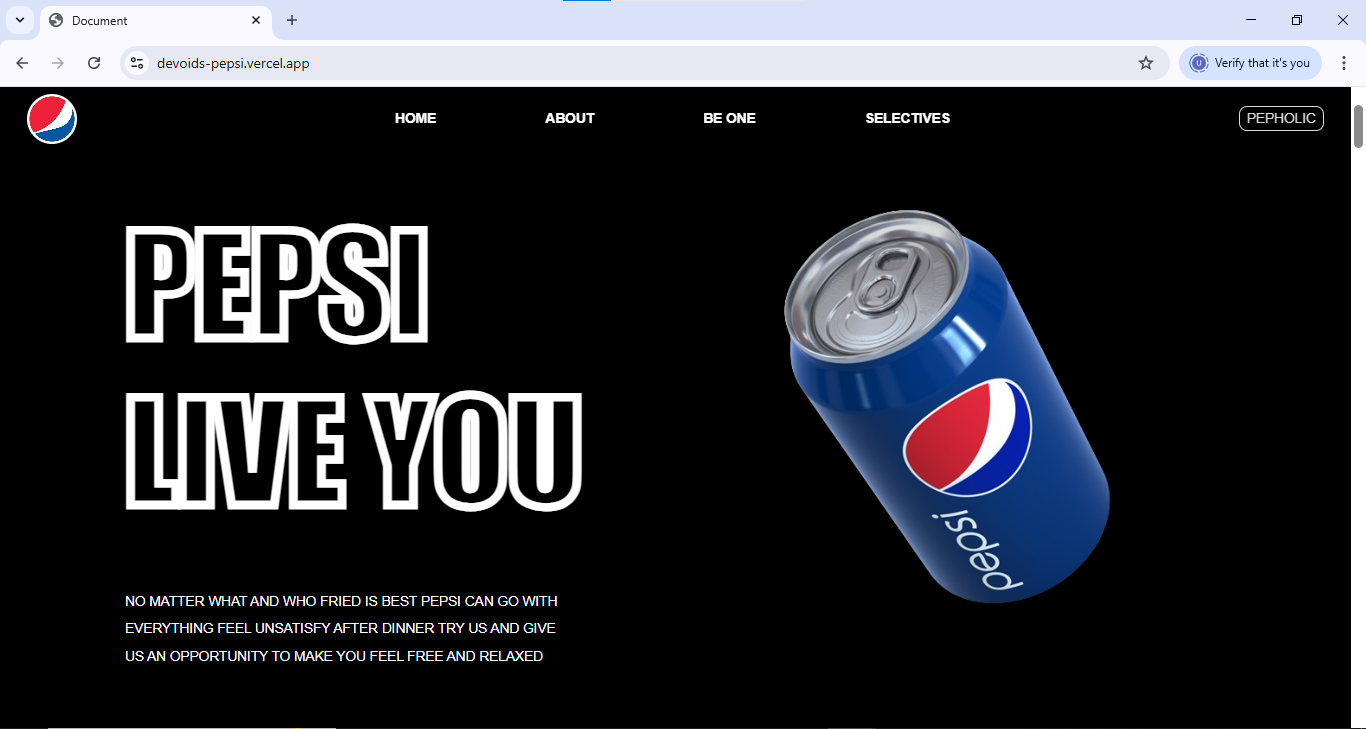 Document
devoids-pepsi.vercel.app
U Verify that it's you
HOME ABOUT BE ONE SELECTIVES PEPHOLIC
PEPSI
LIVE YOU
pepsi
NO MATTER WHAT AND WHO FRIED IS BEST PEPSI CAN GO WITH
EVERYTHING FEEL UNSATISFY AFTER DINNER TRY US AND GIVE
US AN OPPORTUNITY TO MAKE YOU FEEL FREE AND RELAXED